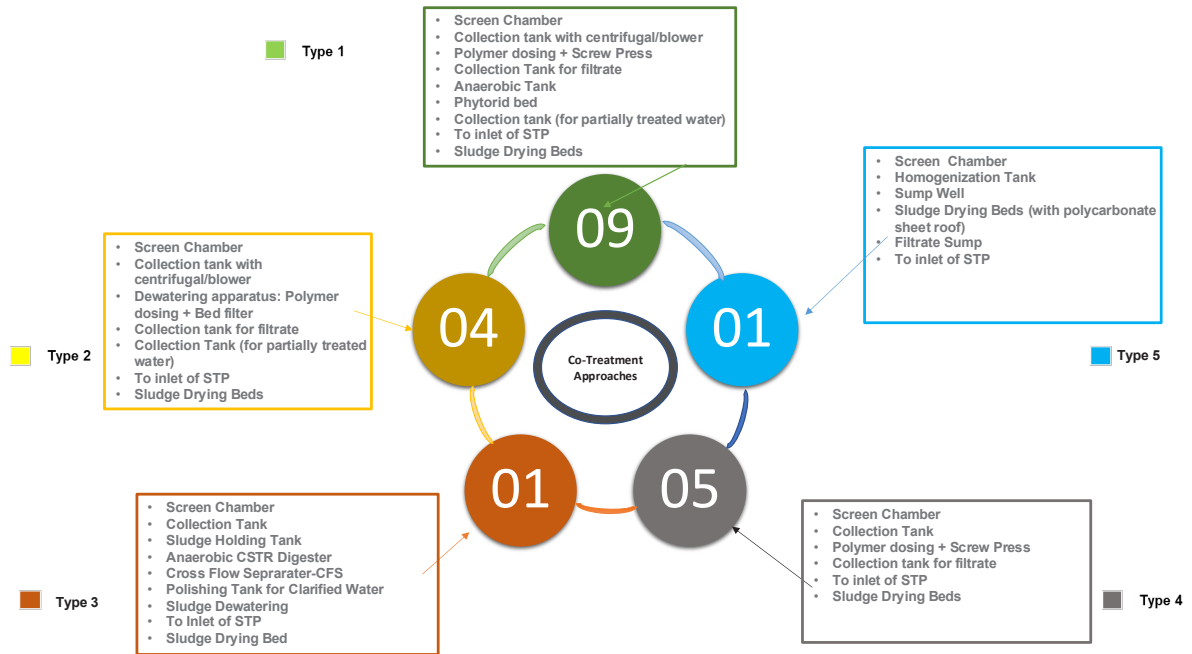 Type 1
• Screen Chamber
• Collection tank with centrifugal/blower
• Polymer dosing + Screw Press
• Collection Tank for filtrate
• Anaerobic Tank
• Phytorid bed
• Collection tank (for partially treated water)
• To inlet of STP
• Sludge Drying Beds
09
• Screen Chamber
• Homogenization Tank
• Sump Well
• Sludge Drying Beds (with polycarbonate
sheet roof)
• Filtrate Sump
• To inlet of STP
01
Type 5
• Screen Chamber
• Collection tank with
centrifugal/blower
• Dewatering apparatus: Polymer
dosing + Bed filter
• Collection tank for filtrate
• Collection Tank (for partially treated
water)
• To inlet of STP
• Sludge Drying Beds
04
Type 2
Co-Treatment
Approaches
• Screen Chamber
• Collection Tank
• Sludge Holding Tank
• Anaerobic CSTR Digester
• Cross Flow Seprarater-CFS
• Polishing Tank for Clarified Water
• Sludge Dewatering
• To Inlet of STP
• Sludge Drying Bed
01
Type 3
05
• Screen Chamber
• Collection Tank
• Polymer dosing + Screw Press
• Collection tank for filtrate
• To inlet of STP
• Sludge Drying Beds
Type 4